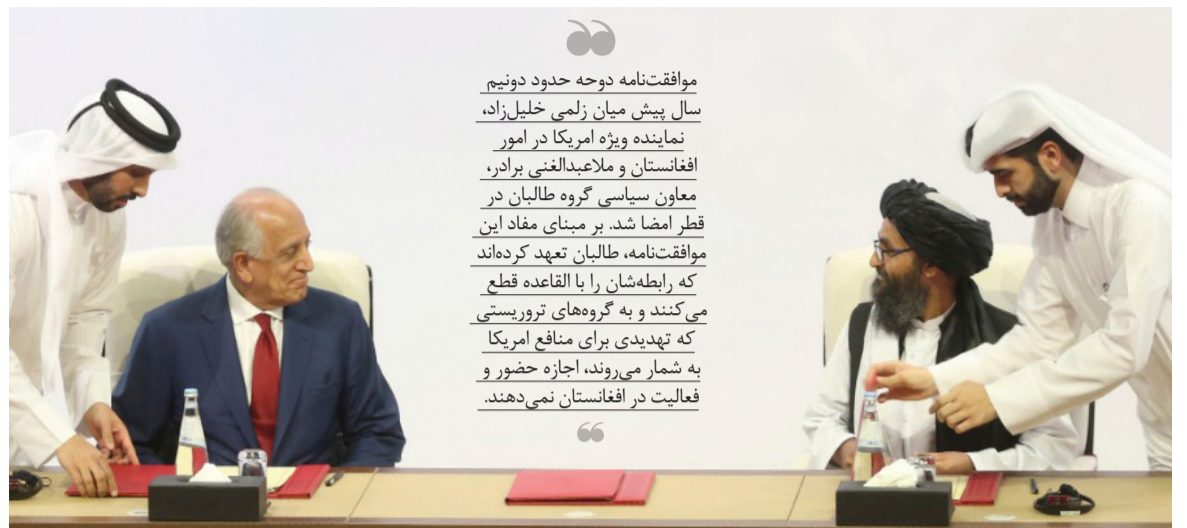 موافقت‌نامه دوحه حدود دونیم
سال پیش میان زلمی خلیل‌زاد،
نماینده ویژه امریکا در امور
افغانستان و ملاعبدالغنی برادر،
معاون سیاسی گروه طالبان در
قطر امضا شد. بر مبنای مفاد این
موافقت‌نامه، طالبان تعهد کرده‌اند
که رابطه‌شان را با القاعده قطع
می‌کنند و به گروه‌های تروریستی
که تهدیدی برای منافع امریکا
به شمار می‌روند، اجازه حضور و
فعالیت در افغانستان نمی‌دهند.